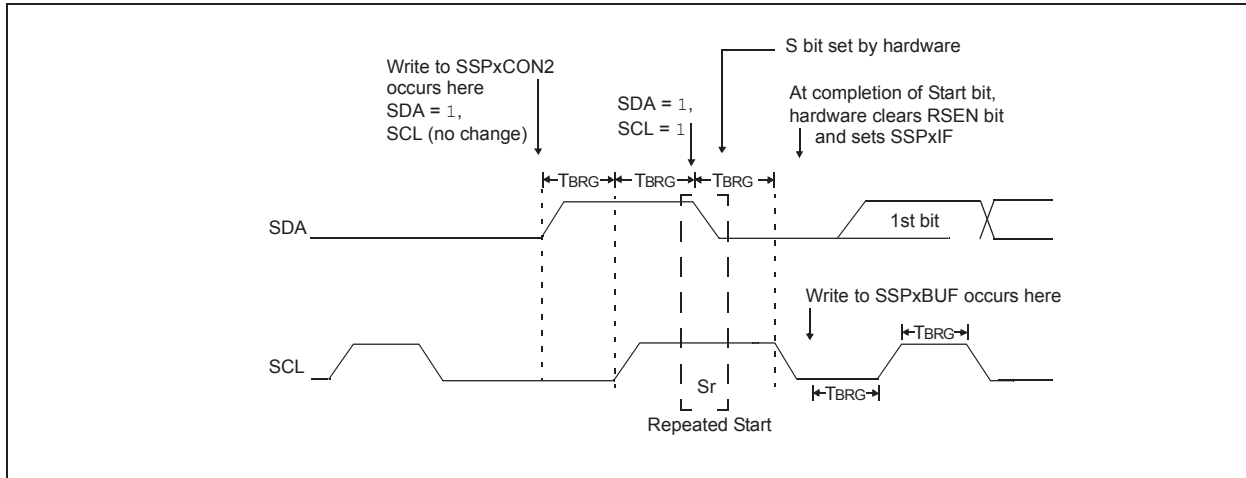 S bit set by hardware
Write to SSPxCON2
occurs here
SDA = 1,
SCL (no change)
SDA = 1,
SCL = 1
At completion of Start bit,
hardware clears RSEN bit
and sets SSPxIF
TBRG TBRG TBRG
SDA
1st bit
Write to SSPxBUF occurs here
TBRG
SCL
Sr
TBRG
Repeated Start